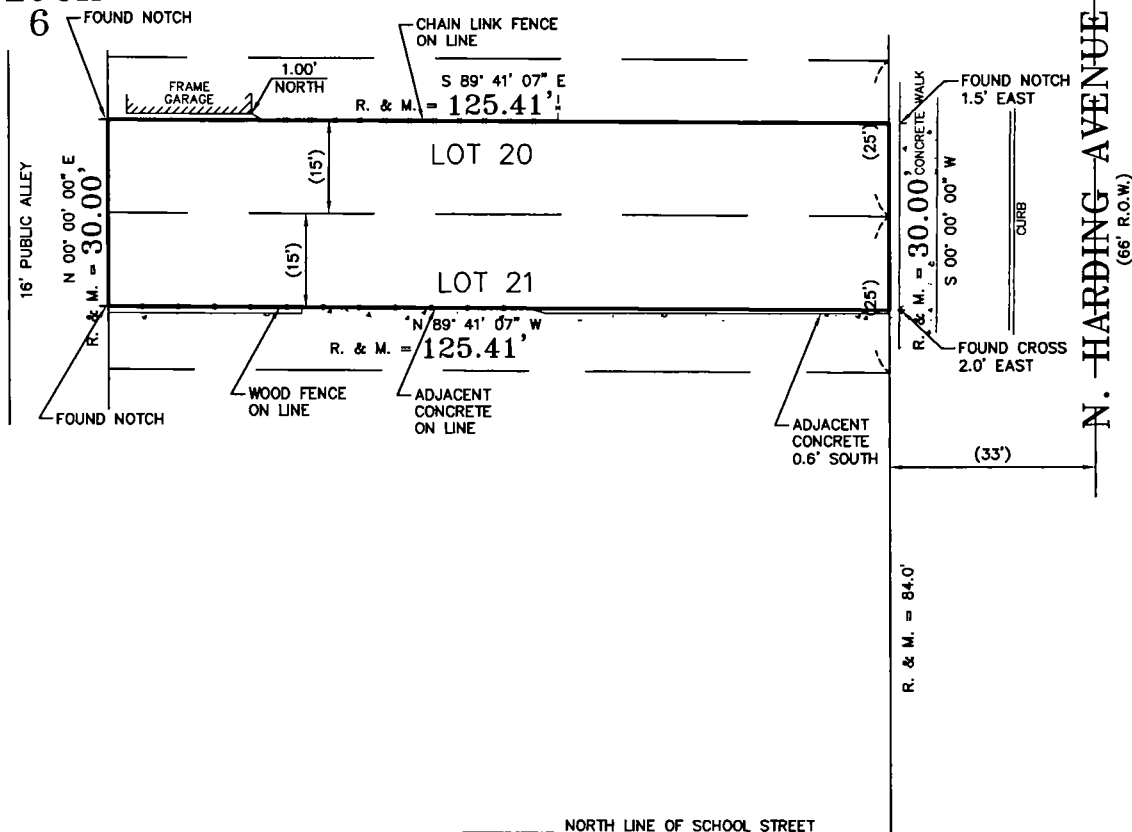 6
FOUND NOTCH
CHAIN LINK FENCE
ON LINE
1.00'
NORTH
FRAME
GARAGE
S 89° 41' 07" E
R. & M. = 125.41'
FOUND NOTCH
1.5' EAST
16' PUBLIC ALLEY
N 00° 00' 00" E
R. & M. = 30.00'
(15')
LOT 20
(25')
CONCRETE WALK
R. & M. = 30.00'
S 00° 00' 00" W
CURB
N. HARDING AVENUE
(66' R.O.W.)
(15')
LOT 21
(25')
N 89° 41' 07" W
R. & M. = 125.41'
FOUND CROSS
2.0' EAST
FOUND NOTCH
WOOD FENCE
ON LINE
ADJACENT
CONCRETE
ON LINE
ADJACENT
CONCRETE
0.6' SOUTH
(33')
R. & M. = 84.0'
NORTH LINE OF SCHOOL STREET